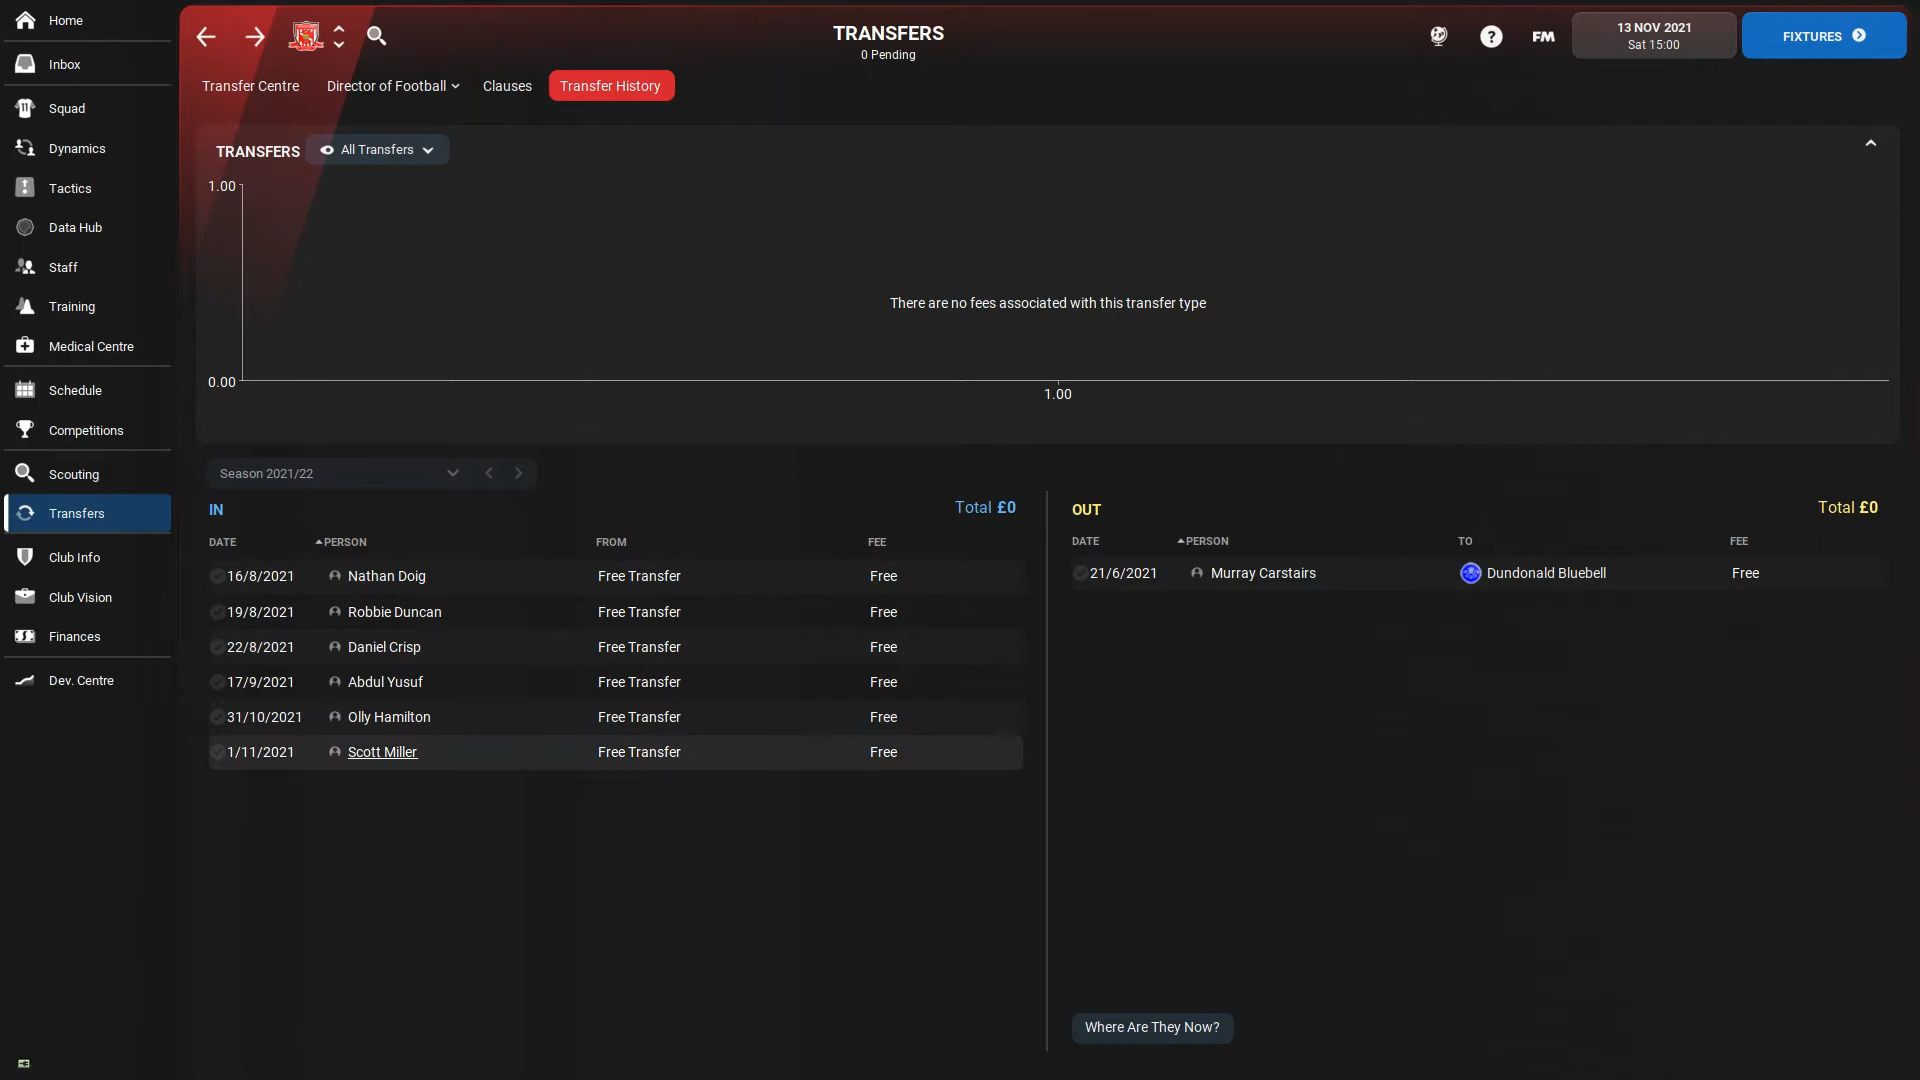 Home
Inbox
Squad
Dynamics
Tactics
Data Hub
Staff
Training
Medical Centre
Schedule
Competitions
Scouting
Transfers
Club Info
Club Vision
Finances
Dev. Centre
TRANSFERS
0 Pending
?
FM
13 NOV 2021
Sat 15:00
FIXTURES
Transfer Centre
Director of Football
Clauses
Transfer History
TRANSFERS
All Transfers
1.00
There are no fees associated with this transfer type
0.00
1.00
Season 2021/22
IN
Total £0
DATE PERSON FROM FEE
16/8/2021 Nathan Doig Free Transfer Free
19/8/2021 Robbie Duncan Free Transfer Free
22/8/2021 Daniel Crisp Free Transfer Free
17/9/2021 Abdul Yusuf Free Transfer Free
31/10/2021 Olly Hamilton Free Transfer Free
1/11/2021 Scott Miller Free Transfer Free
OUT
Total £0
DATE PERSON TO FEE
21/6/2021 Murray Carstairs Dundonald Bluebell Free
Where Are They Now?